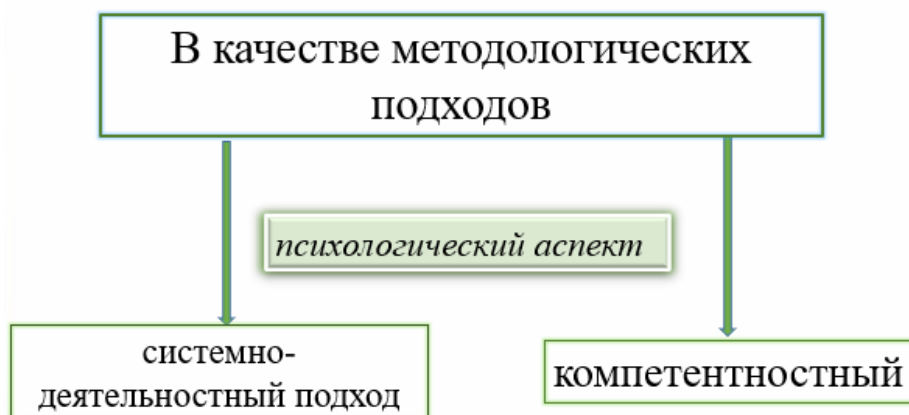 В качестве методологических
подходов
психологический аспект
системно-
деятельностный подход
компетентностный